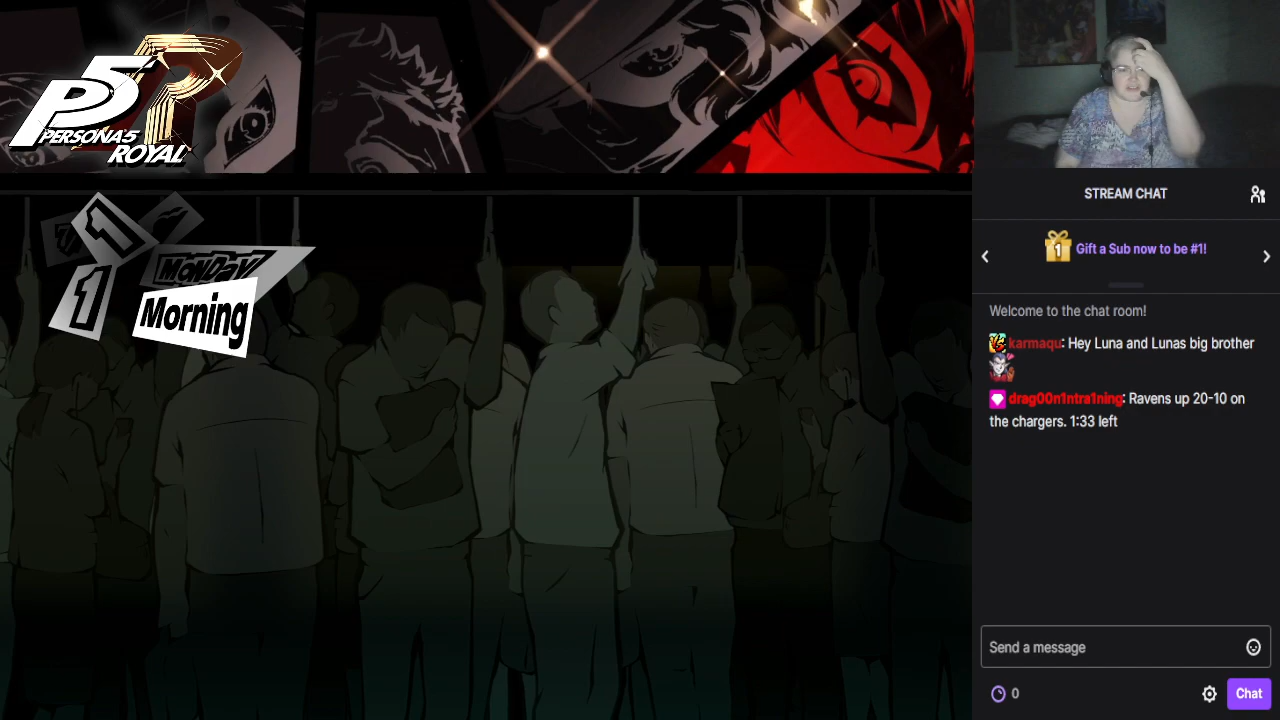 P5R
PERSONA5
ROYAL
7
11
MONDAY
Morning
STREAM CHAT
1
Gift a Sub now to be #1!
Welcome to the chat room!
karmaqu: Hey Luna and Lunas big brother
drag00n1ntra1ning: Ravens up 20-10 on
the chargers. 1:33 left
Send a message
0
Chat